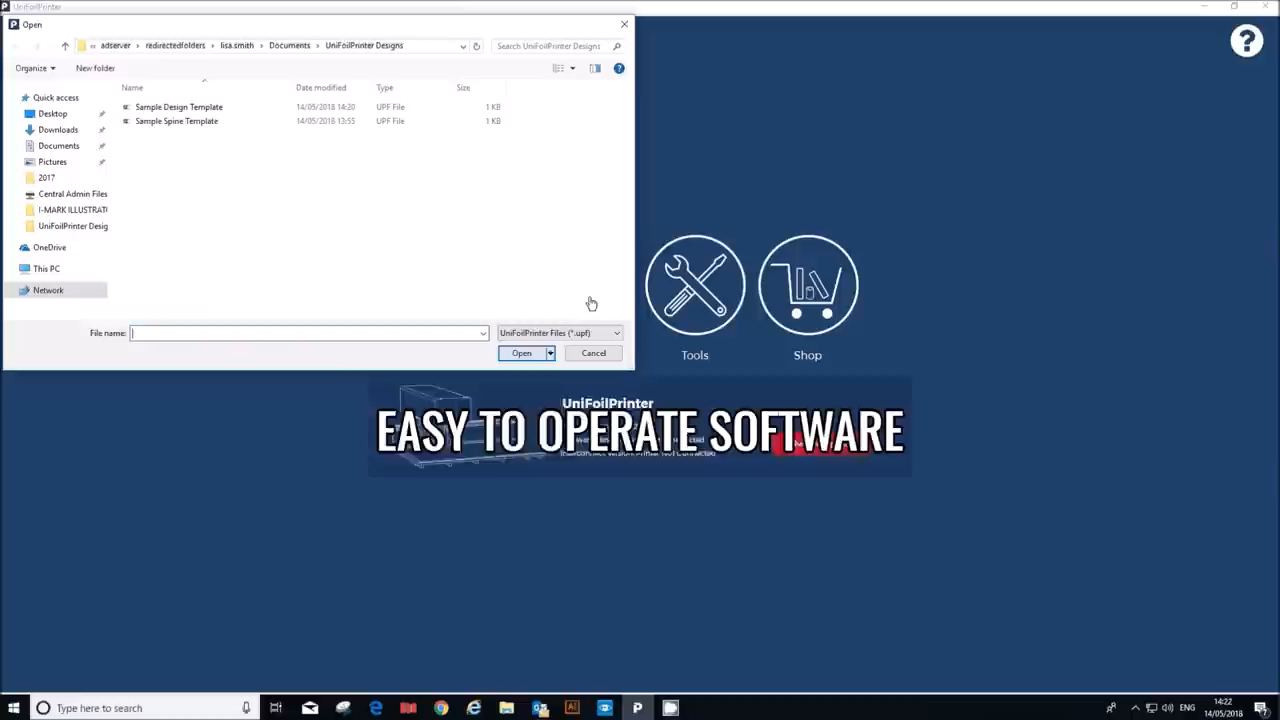 UniFoilPrinter
Open
« adserver › redirectedfolders › lisa.smith › Documents › UniFoilPrinter Designs
Search UniFoilPrinter Designs
Organize
New folder
Name
Date modified
Type
Size
Sample Design Template
14/05/2018 14:20
UPF File
1 KB
Sample Spine Template
14/05/2018 13:55
UPF File
1 KB
Quick access
Desktop
Downloads
Documents
Pictures
2017
Central Admin Files
I-MARK ILLUSTRAT
UniFoilPrinter Desig
OneDrive
This PC
Network
File name:
UniFoilPrinter Files (*.upf)
Open
Cancel
Tools
Shop
UniFoilPrinter
EASY TO OPERATE SOFTWARE
Type here to search
ENG
14:22
14/05/2018